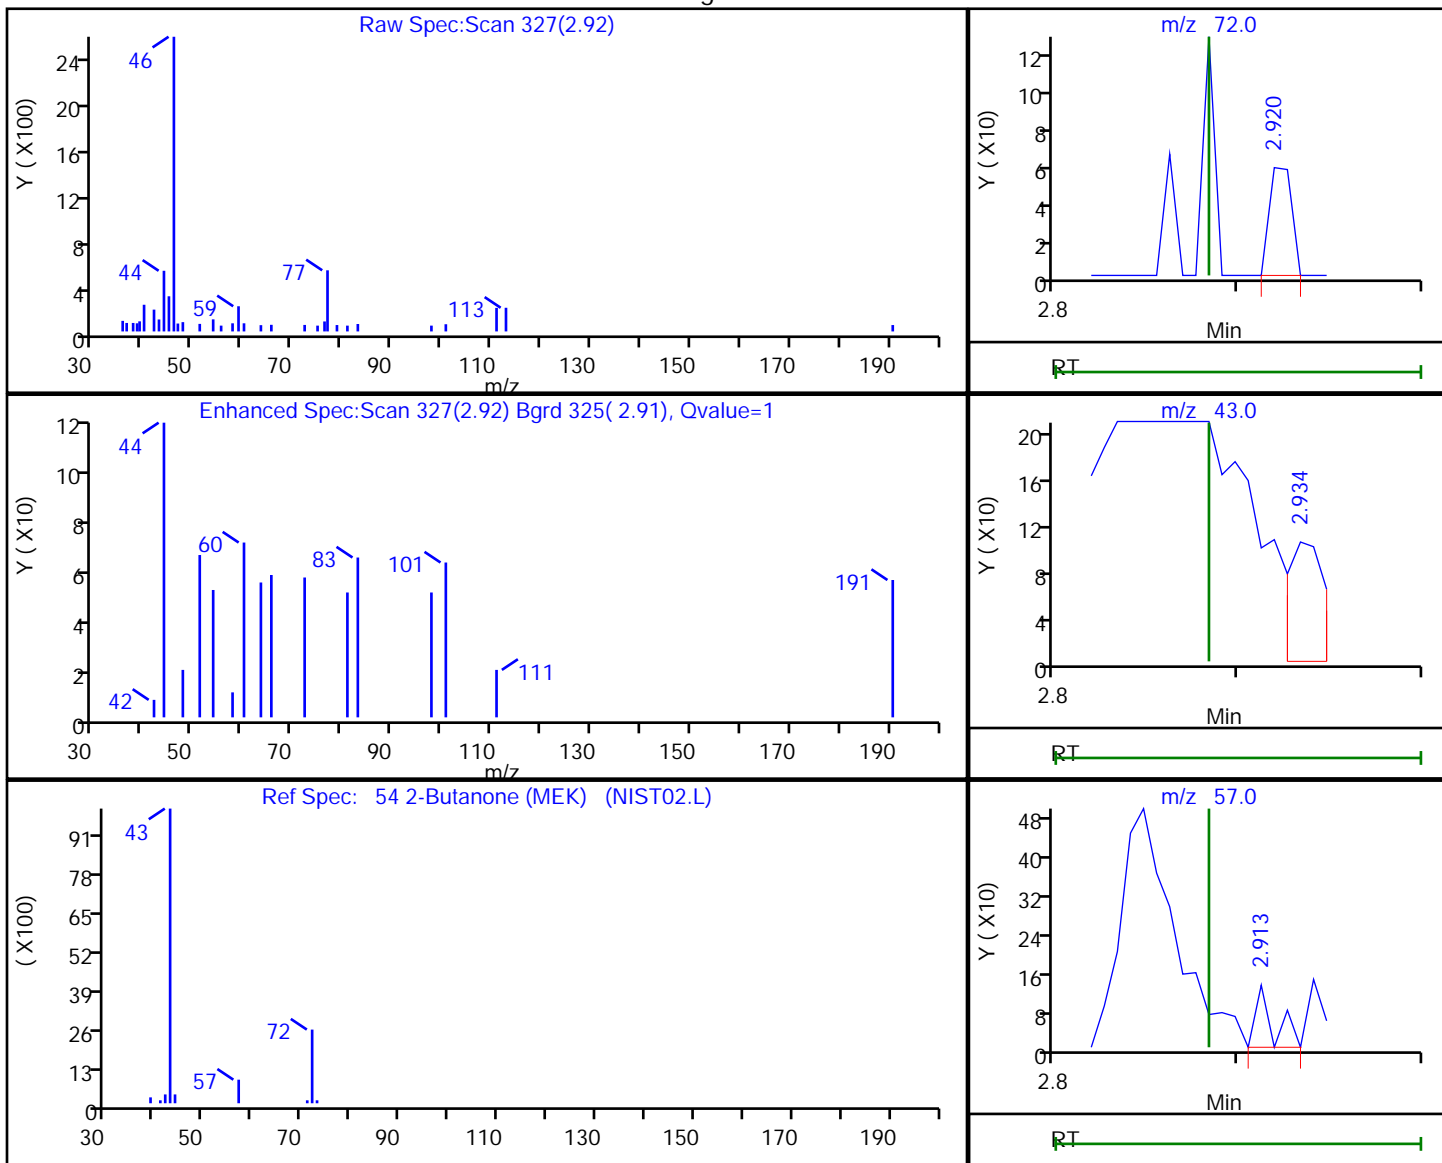 Raw Spec:Scan 327(2.92)
Y ( X100)
24
20
16
12
8
4
0
46
44
59
77
113
30 50 70 90 110 130 150 170 190
m/z
m/z 72.0
Y ( X10)
12
10
8
6
4
2
0
2.920
2.8
Min
RT
Enhanced Spec:Scan 327(2.92) Bgrd 325( 2.91), Qvalue=1
Y ( X10)
12
10
8
6
4
2
0
44
42
60
83
101
111
191
30 50 70 90 110 130 150 170 190
m/z
m/z 43.0
Y ( X10)
20
16
12
8
4
0
2.934
2.8
Min
RT
Ref Spec: 54 2-Butanone (MEK) (NIST02.L)
( X100)
91
78
65
52
39
26
13
0
43
57
72
30 50 70 90 110 130 150 170 190
m/z 57.0
Y ( X10)
48
40
32
24
16
8
0
2.913
2.8
Min
RT